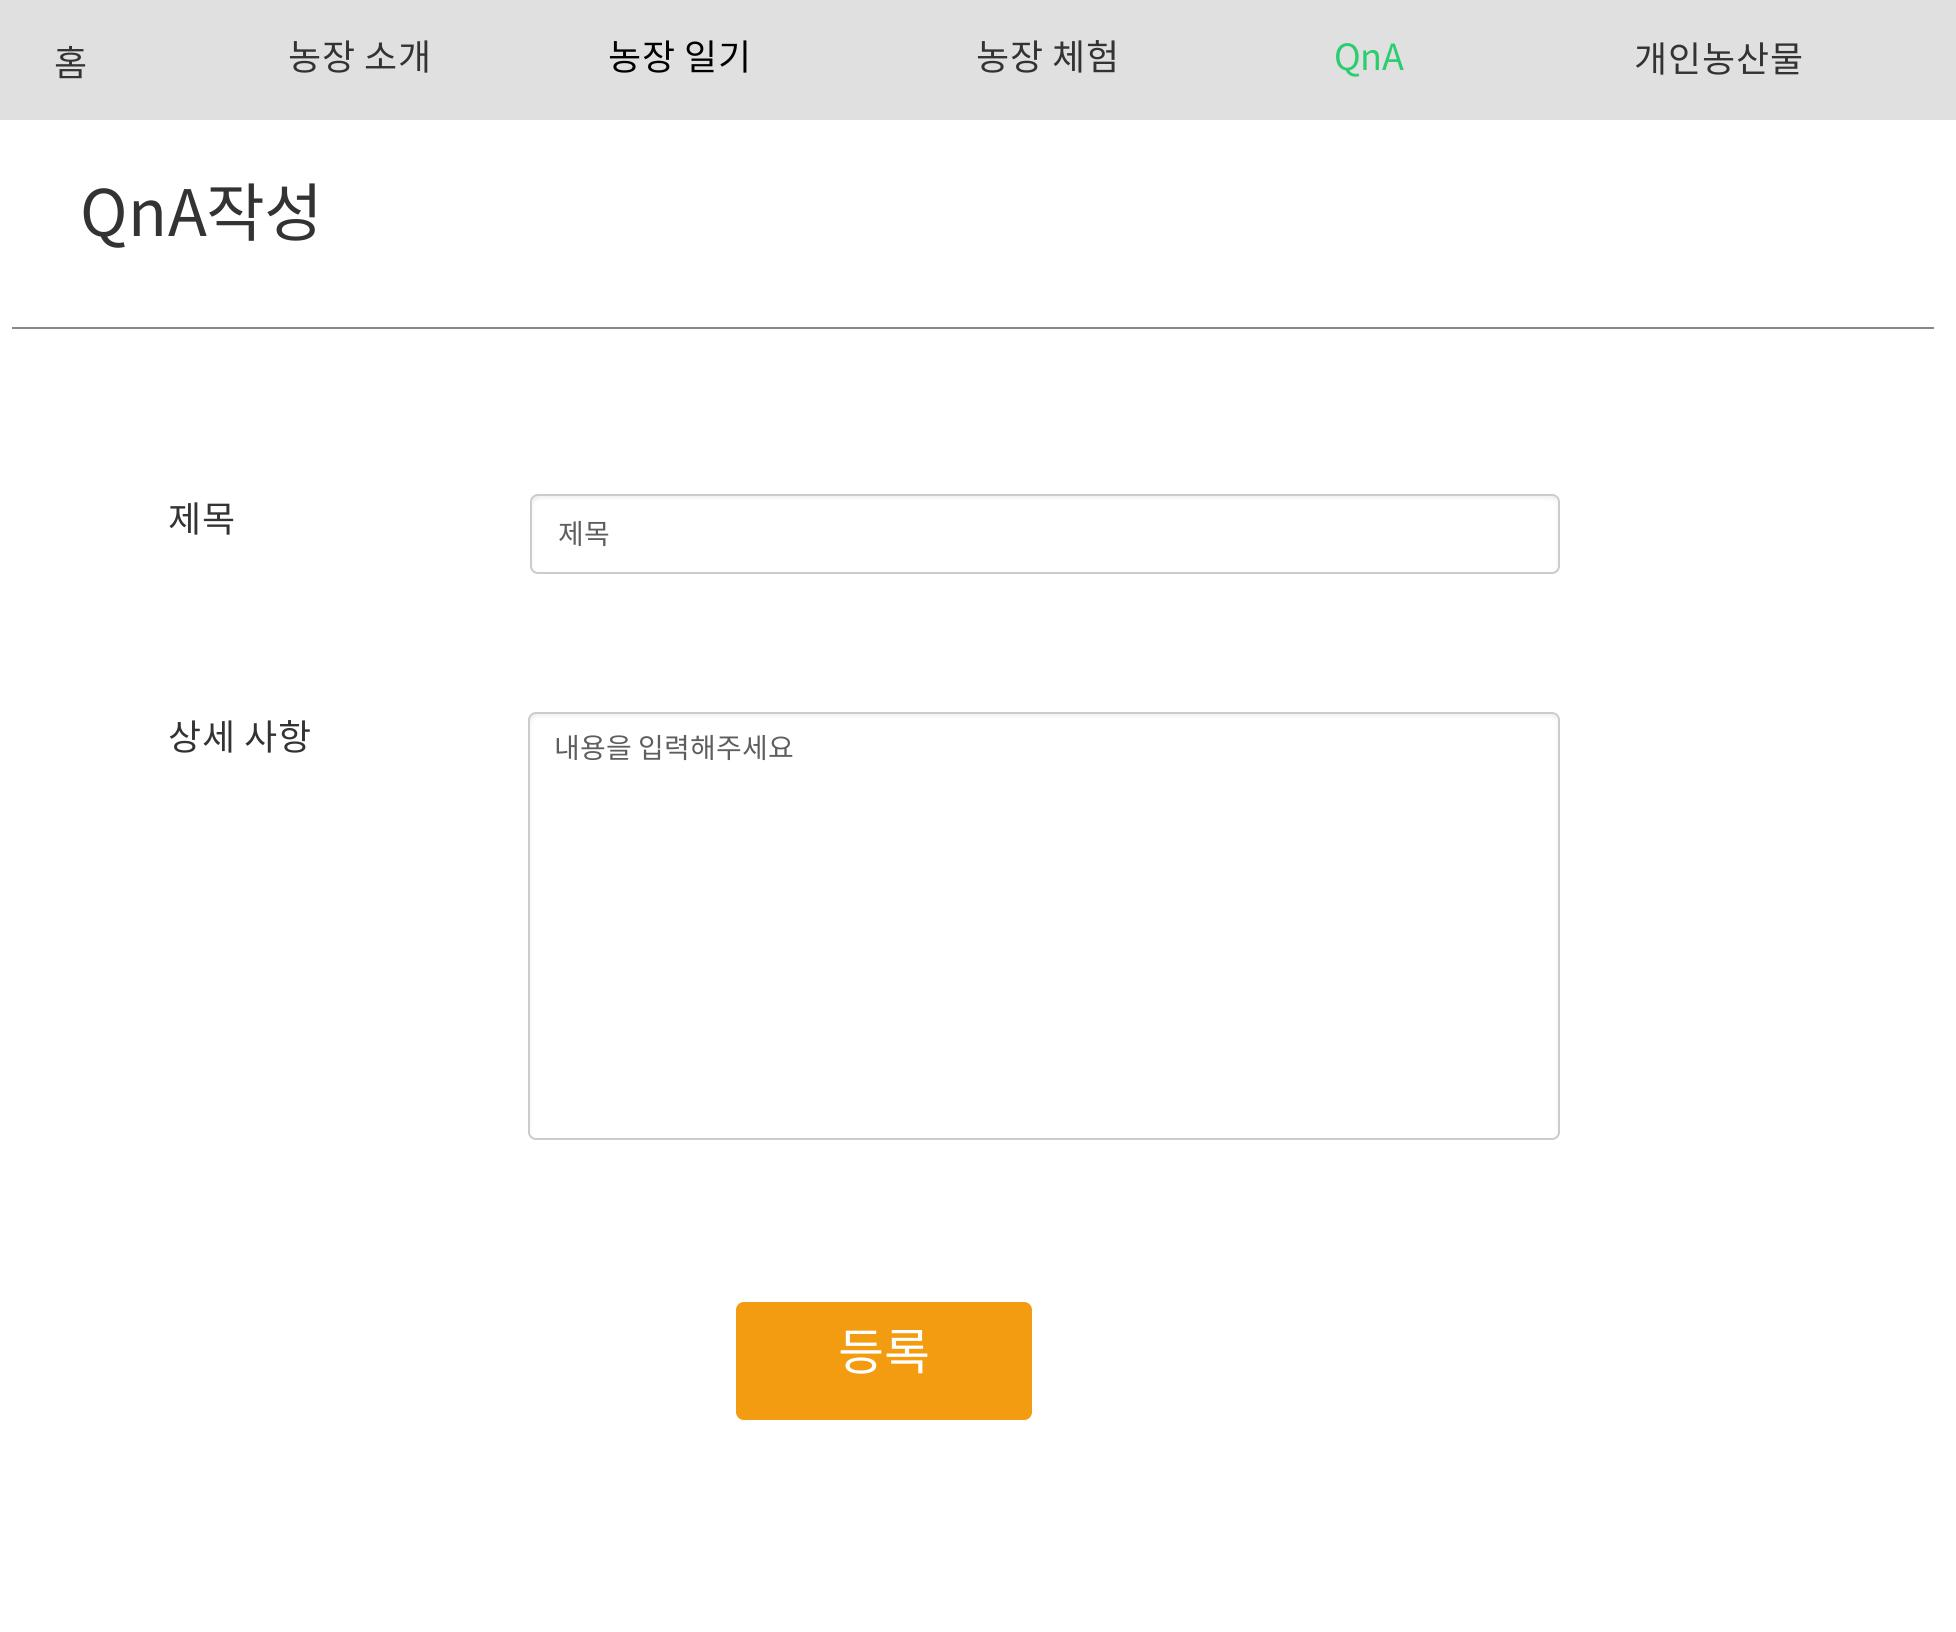 홈 농장 소개 농장 일기 농장 체험 QnA 개인농산물
QnA작성
제목 제목
상세 사항 내용을 입력해주세요
등록